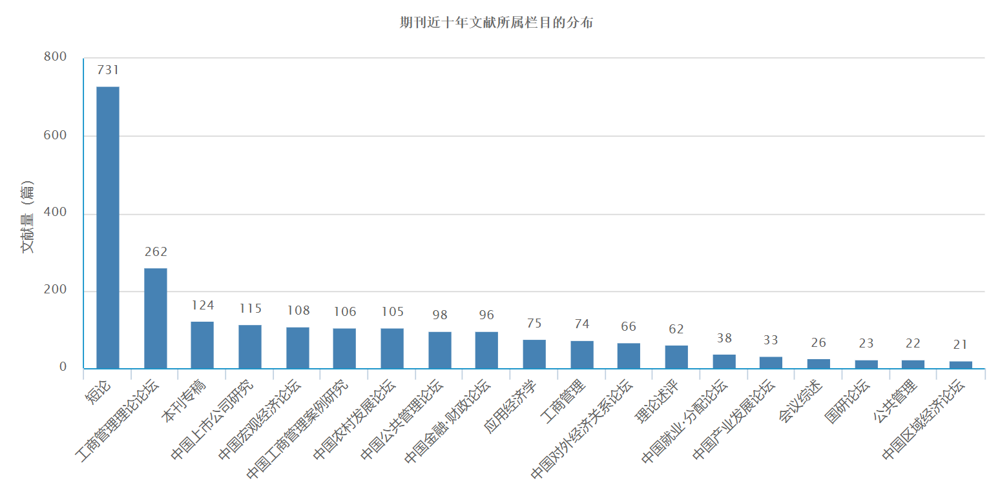 期刊近十年文献所属栏目的分布
文献量（篇）
800
600
400
200
0
731
262
124
115
108
106
105
98
96
75
74
66
62
38
33
26
23
22
21
短论
工商管理理论论坛
本刊专稿
中国上市公司研究
中国宏观经济论坛
中国工商管理案例研究
中国农村发展论坛
中国公共管理论坛
中国金融·财政论坛
应用经济学
工商管理
中国对外经济关系论坛
理论述评
中国就业·分配论坛
中国产业发展论坛
会议综述
国研论坛
公共管理
中国区域经济论坛